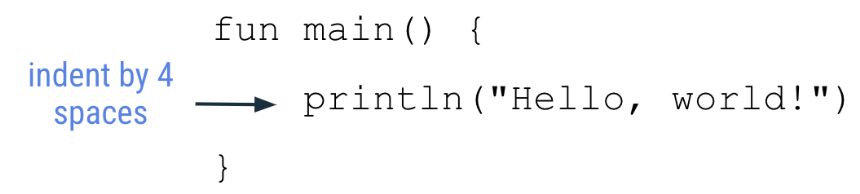 fun main() {
indent by 4
spaces
    println("Hello, world!")
}